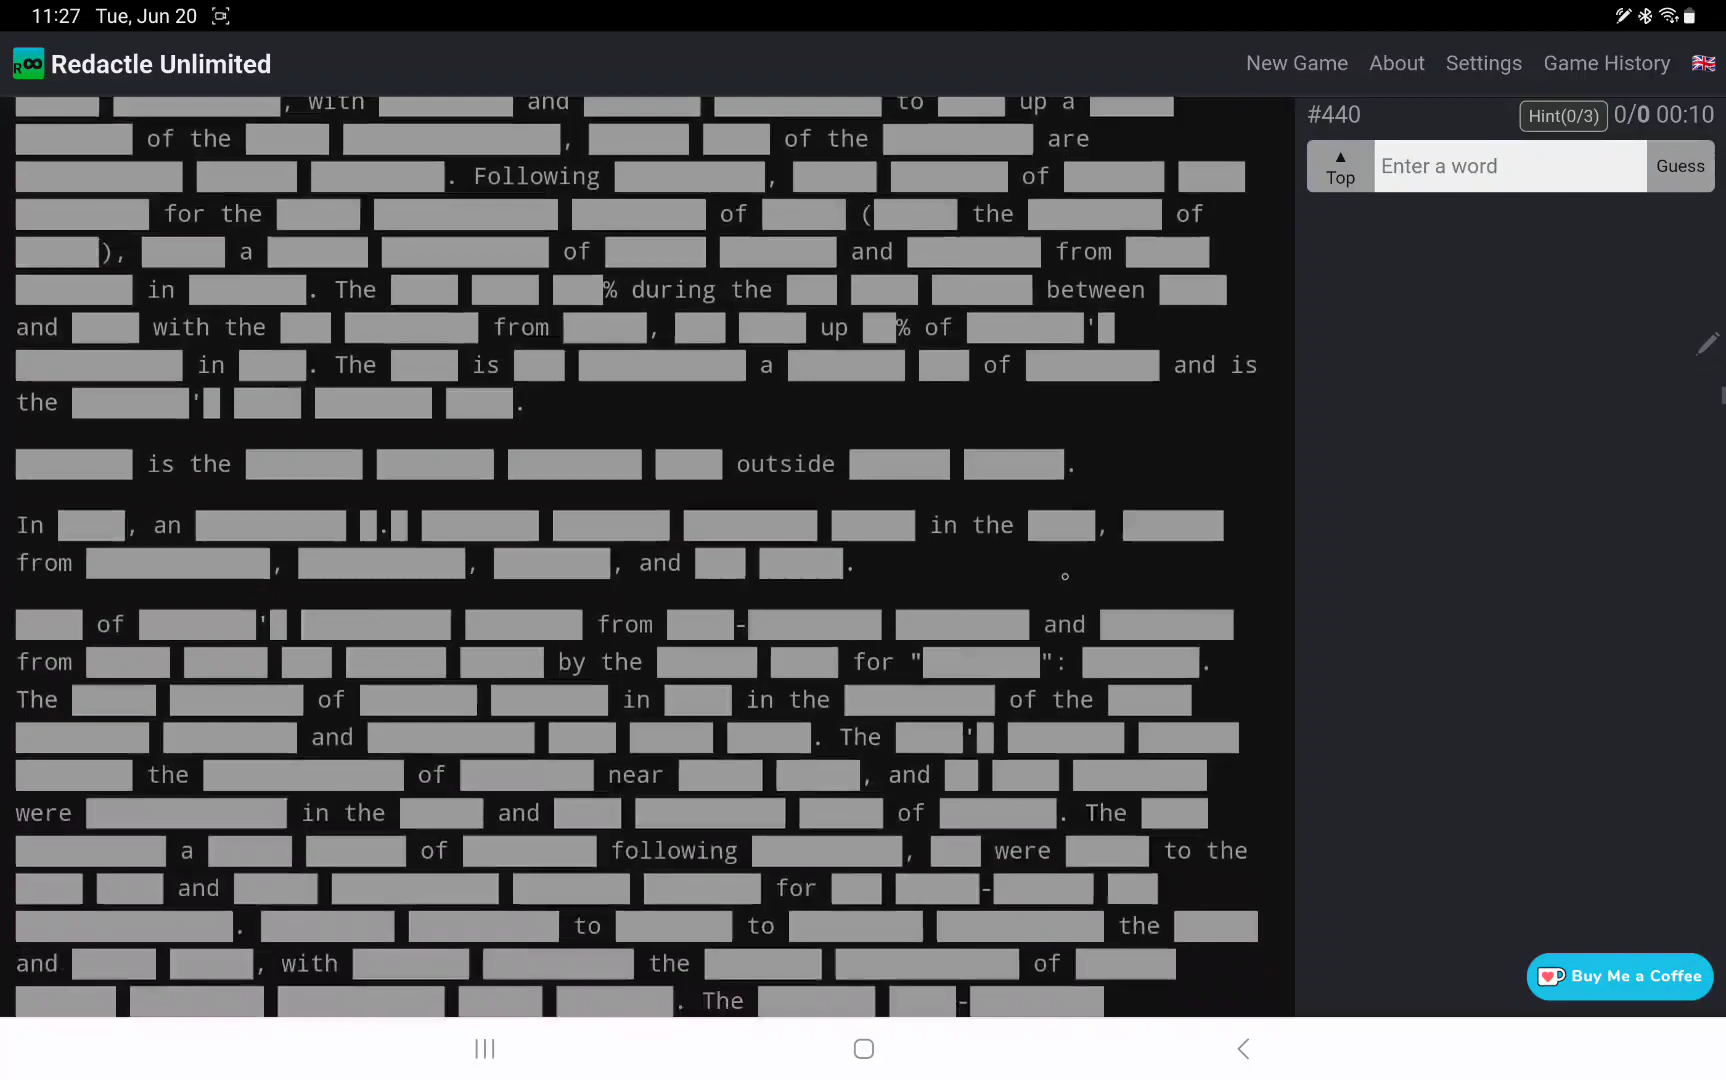 11:27 Tue, Jun 20
R∞ Redactle Unlimited
New Game About Settings Game History
, with and to up a
of the , of the are
. Following , of
for the of ( the of
), a of and from
in . The % during the between
and with the from , up % of '
in . The is a of and is
the ' .
is the outside .
In , an . in the ,
from , , , and .
of ' from - and
from by the for " ": .
The of in in the of the
and . The '
the of near , and
were in the and of . The
a of following , were to the
and for -
. to to the
and , with the of
. The -
#440 Hint(0/3) 0/0 00:10
▲ Top Enter a word Guess
Buy Me a Coffee